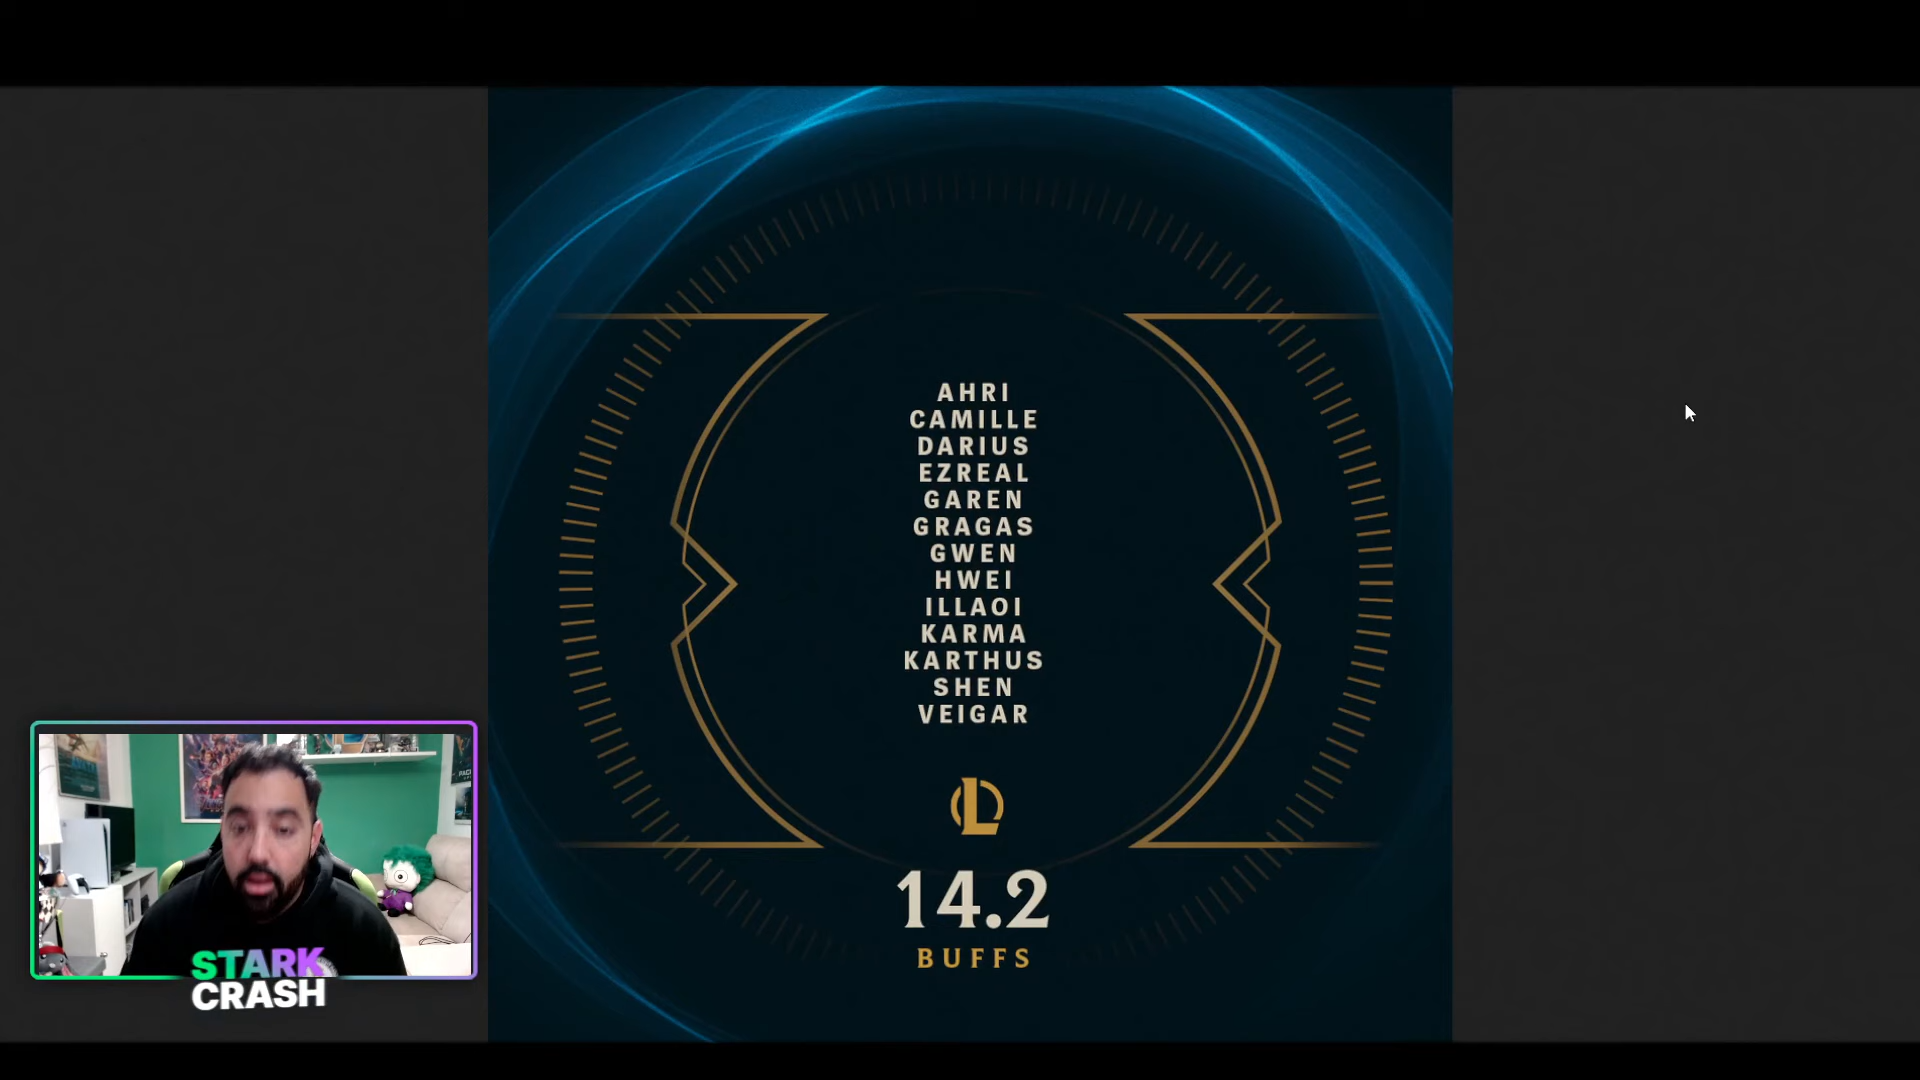 AHRI
CAMILLE
DARIUS
EZREAL
GAREN
GRAGAS
GWEN
HWEI
ILLAOI
KARMA
KARTHUS
SHEN
VEIGAR
14.2
BUFFS
STARK
CRASH